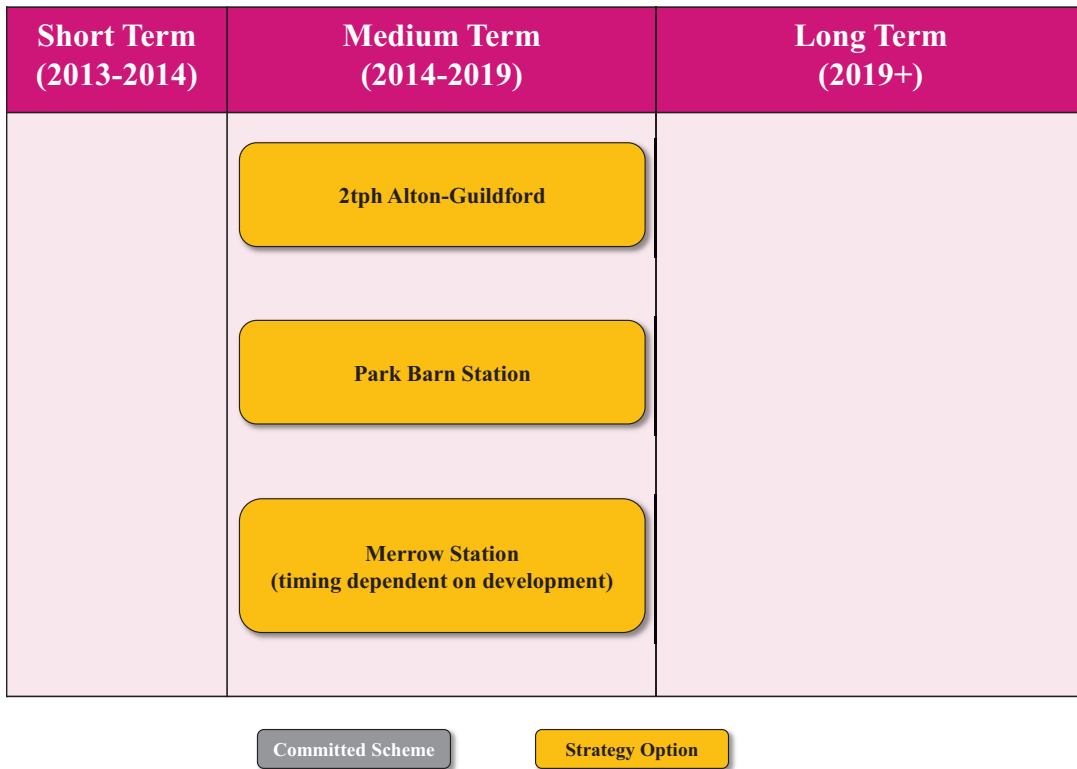 Short Term
(2013-2014)
Medium Term
(2014-2019)
Long Term
(2019+)
2tph Alton-Guildford
Park Barn Station
Merrow Station
(timing dependent on development)
Committed Scheme
Strategy Option